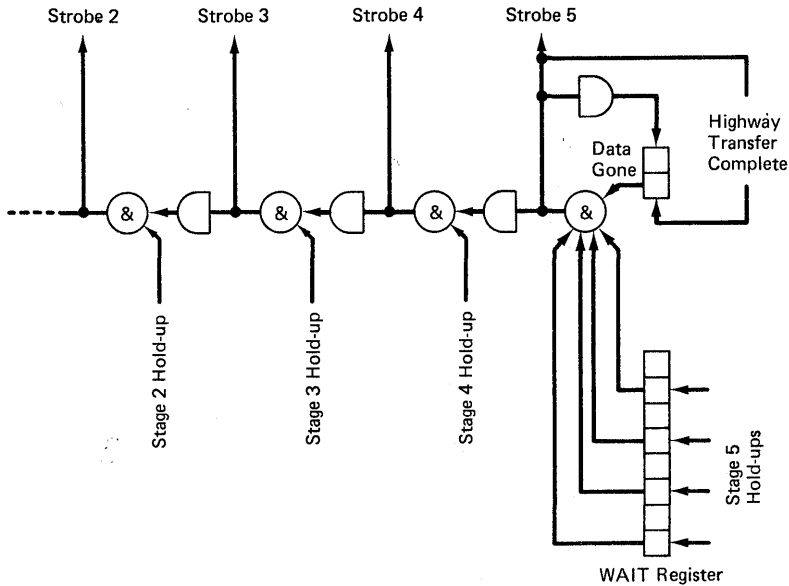 Strobe 2
Strobe 3
Strobe 4
Strobe 5
Highway
Transfer
Complete
Data
Gone
&
&
&
&
Stage 2 Hold-up
Stage 3 Hold-up
Stage 4 Hold-up
Stage 5
Hold-ups
WAIT Register